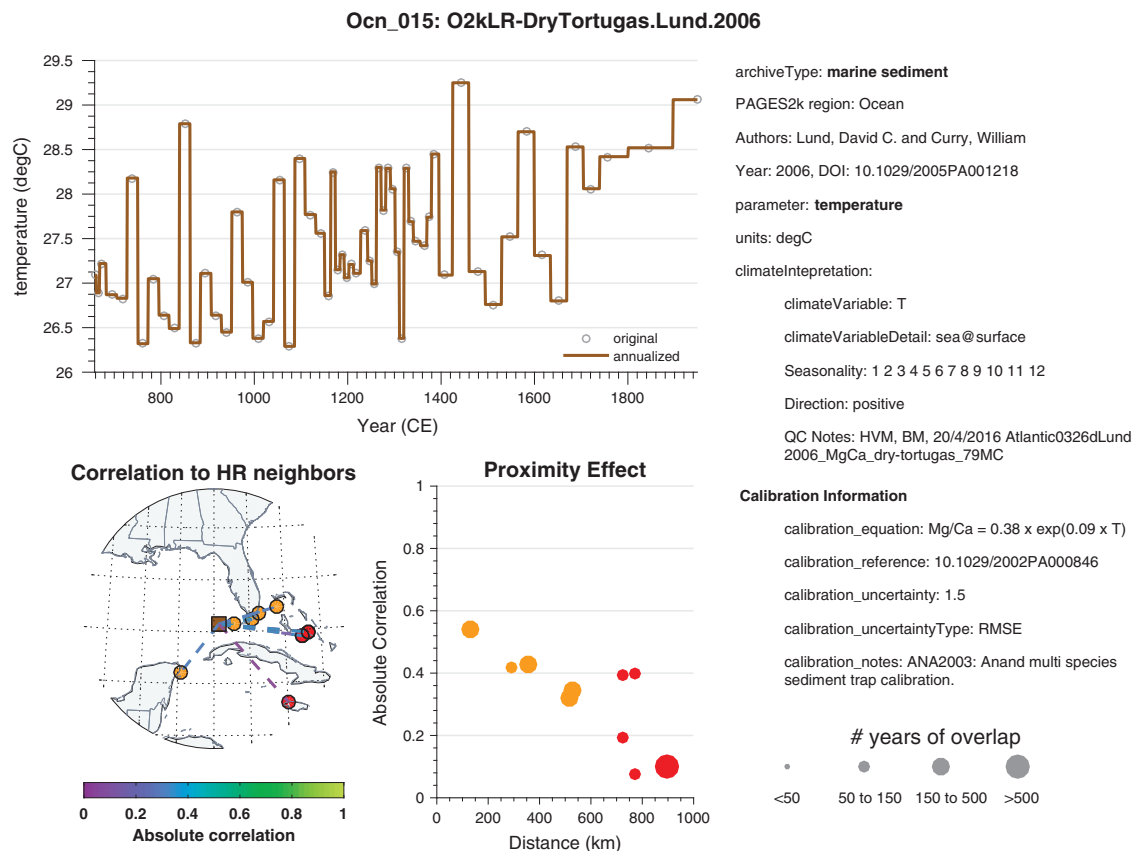 Ocn_015: O2kLR-DryTortugas.Lund.2006
29.5
29
28.5
28
27.5
27
26.5
26
temperature (degC)
800
1000
1200
1400
1600
1800
Year (CE)
original
annualized
archiveType: marine sediment
PAGES2k region: Ocean
Authors: Lund, David C. and Curry, William
Year: 2006, DOI: 10.1029/2005PA001218
parameter: temperature
units: degC
climateIntepretation:
climateVariable: T
climateVariableDetail: sea@surface
Seasonality: 1 2 3 4 5 6 7 8 9 10 11 12
Direction: positive
QC Notes: HVM, BM, 20/4/2016 Atlantic0326dLund
2006_MgCa_dry-tortugas_79MC
Calibration Information
calibration_equation: Mg/Ca = 0.38 x exp(0.09 x T)
calibration_reference: 10.1029/2002PA000846
calibration_uncertainty: 1.5
calibration_uncertaintyType: RMSE
calibration_notes: ANA2003: Anand multi species
sediment trap calibration.
Correlation to HR neighbors
0
0.2
0.4
0.6
0.8
1
Absolute correlation
Proximity Effect
1
0.8
0.6
0.4
0.2
0
Absolute Correlation
0
200
400
600
800
1000
Distance (km)
# years of overlap
<50
50 to 150
150 to 500
>500